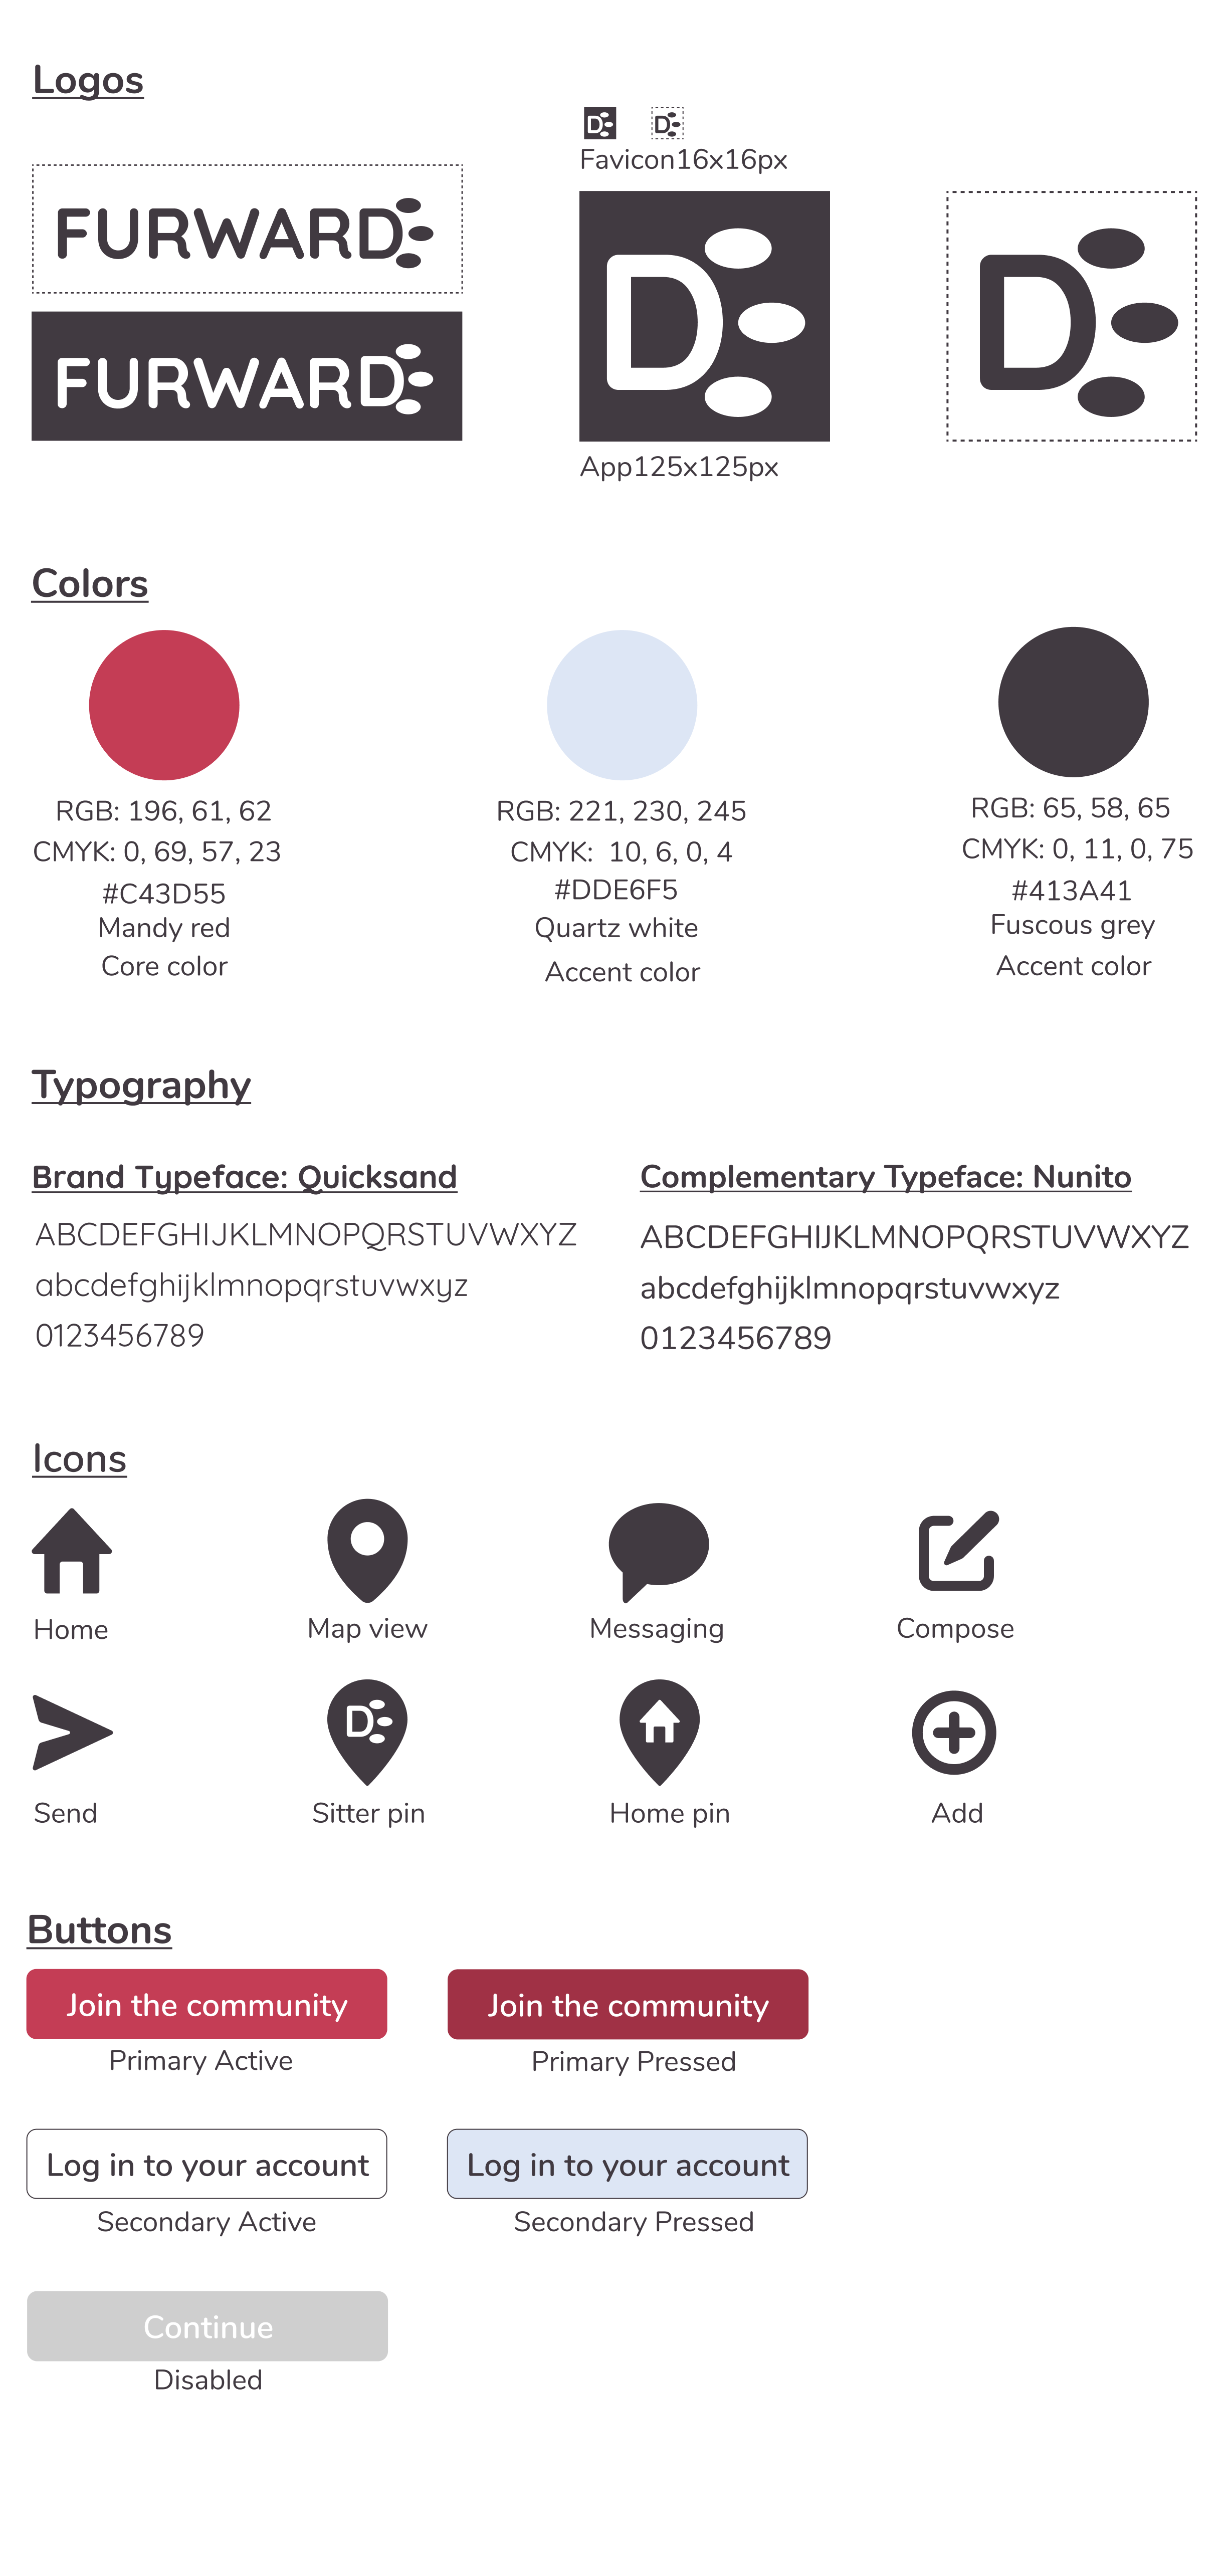 Logos
FURWARD
FURWARD
D
D
Favicon16x16px
D
D
App125x125px
Colors
RGB: 196, 61, 62
CMYK: 0, 69, 57, 23
#C43D55
Mandy red
Core color
RGB: 221, 230, 245
CMYK:  10, 6, 0, 4
#DDE6F5
Quartz white
Accent color
RGB: 65, 58, 65
CMYK: 0, 11, 0, 75
#413A41
Fuscous grey
Accent color
Typography
Brand Typeface: Quicksand
ABCDEFGHIJKLMNOPQRSTUVWXYZ
abcdefghijklmnopqrstuvwxyz
0123456789
Complementary Typeface: Nunito
ABCDEFGHIJKLMNOPQRSTUVWXYZ
abcdefghijklmnopqrstuvwxyz
0123456789
Icons
Home
Map view
Messaging
Compose
D
Send
Sitter pin
Home pin
Add
Buttons
Join the community
Primary Active
Join the community
Primary Pressed
Log in to your account
Secondary Active
Log in to your account
Secondary Pressed
Continue
Disabled